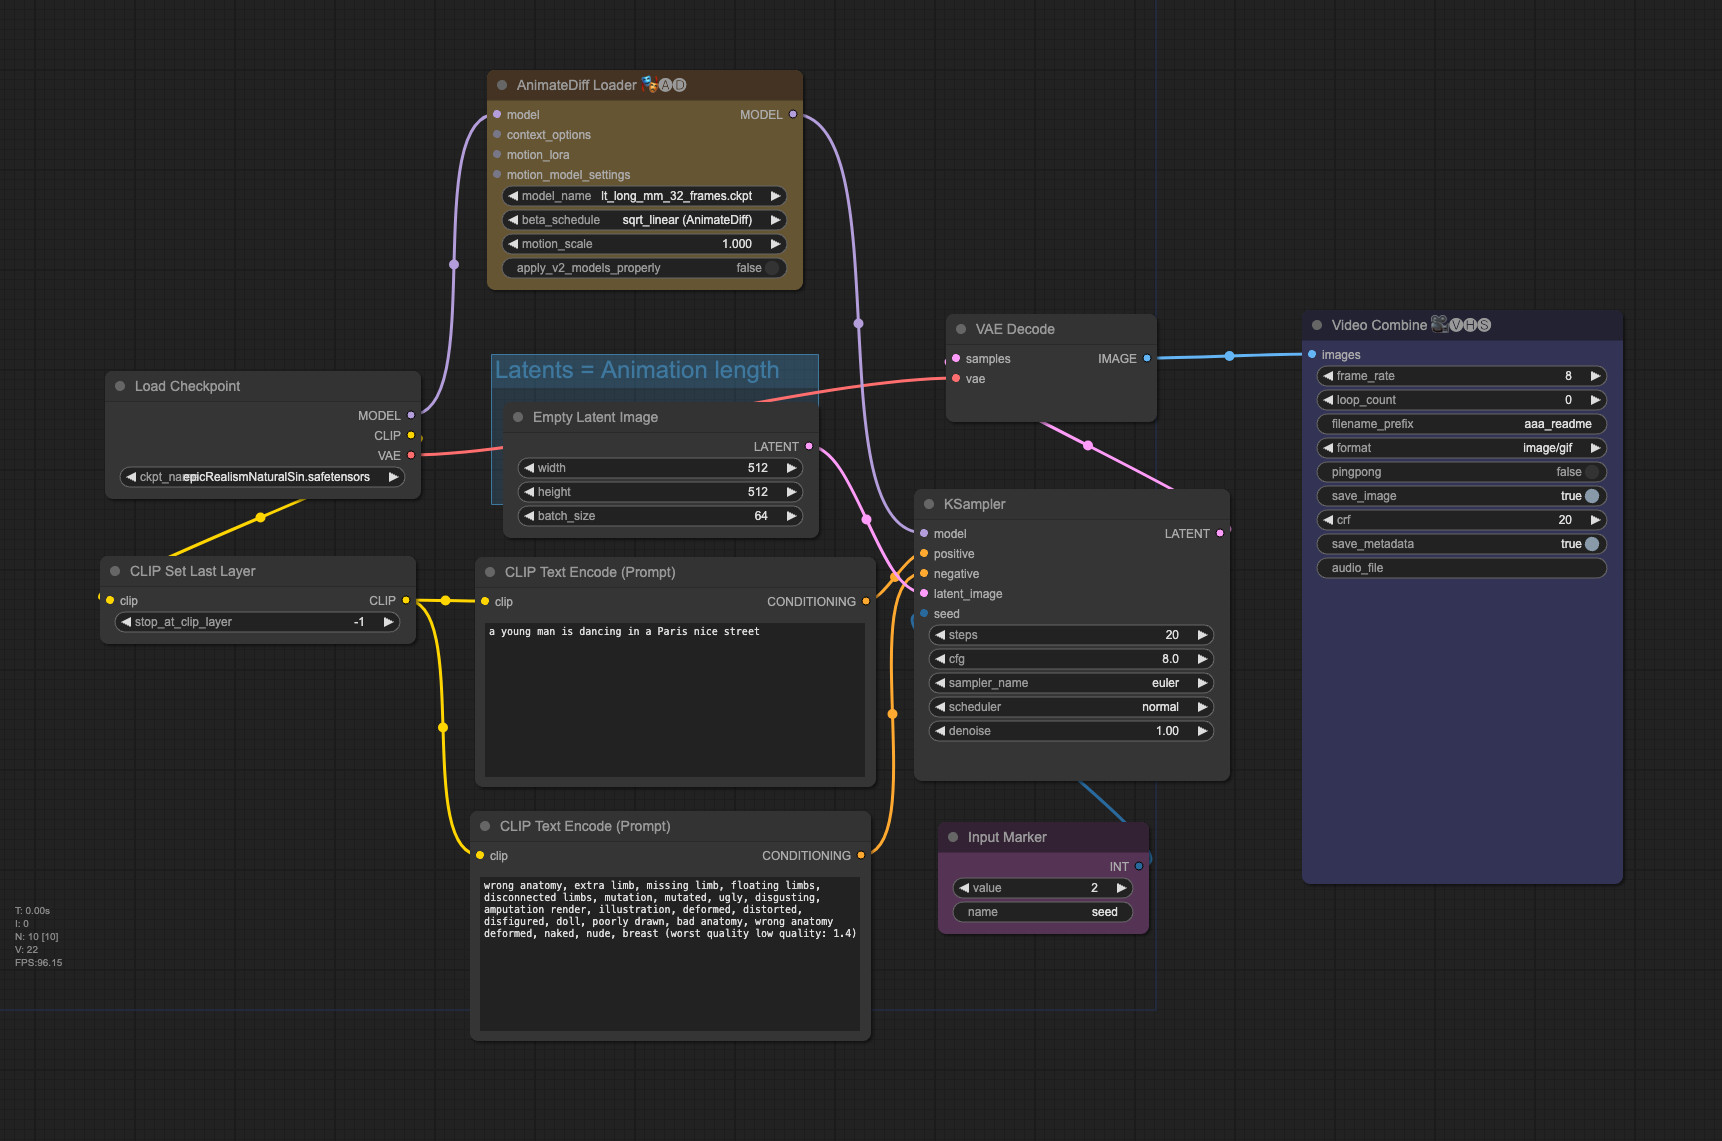 AnimateDiff Loader 🎭🅐🅓
model MODEL
context_options
motion_lora
motion_model_settings
model_name lt_long_mm_32_frames.ckpt
beta_schedule sqrt_linear (AnimateDiff)
motion_scale 1.000
apply_v2_models_properly false
Load Checkpoint
MODEL
CLIP
VAE
ckpt_na epicRealismNaturalSin.safetensors
Latents = Animation length
Empty Latent Image
LATENT
width 512
height 512
batch_size 64
VAE Decode
samples IMAGE
vae
Video Combine 🎥🅥🅗🅢
images
frame_rate 8
loop_count 0
filename_prefix aaa_readme
format image/gif
pingpong false
save_image true
crf 20
save_metadata true
audio_file
CLIP Set Last Layer
clip CLIP
stop_at_clip_layer -1
CLIP Text Encode (Prompt)
clip CONDITIONING
a young man is dancing in a Paris nice street
KSampler
model LATENT
positive
negative
latent_image
seed
steps 20
cfg 8.0
sampler_name euler
scheduler normal
denoise 1.00
CLIP Text Encode (Prompt)
clip CONDITIONING
wrong anatomy, extra limb, missing limb, floating limbs,
disconnected limbs, mutation, mutated, ugly, disgusting,
amputation render, illustration, deformed, distorted,
disfigured, doll, poorly drawn, bad anatomy, wrong anatomy
deformed, naked, nude, breast (worst quality low quality: 1.4)
Input Marker
INT
value 2
name seed
T: 0.00s
I: 0
N: 10 [10]
V: 22
FPS:96.15